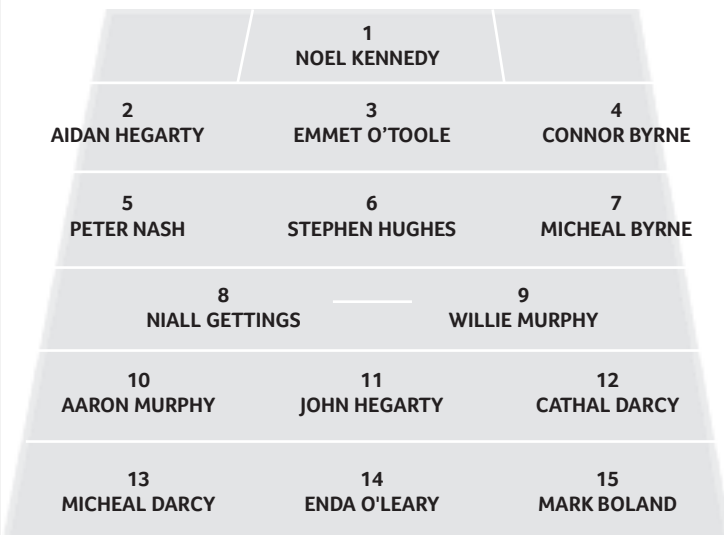 1
NOEL KENNEDY
2 3 4
AIDAN HEGARTY EMMET O’TOOLE CONNOR BYRNE
5 6 7
PETER NASH STEPHEN HUGHES MICHEAL BYRNE
8 9
NIALL GETTINGS WILLIE MURPHY
10 11 12
AARON MURPHY JOHN HEGARTY CATHAL DARCY
13 14 15
MICHEAL DARCY ENDA O'LEARY MARK BOLAND